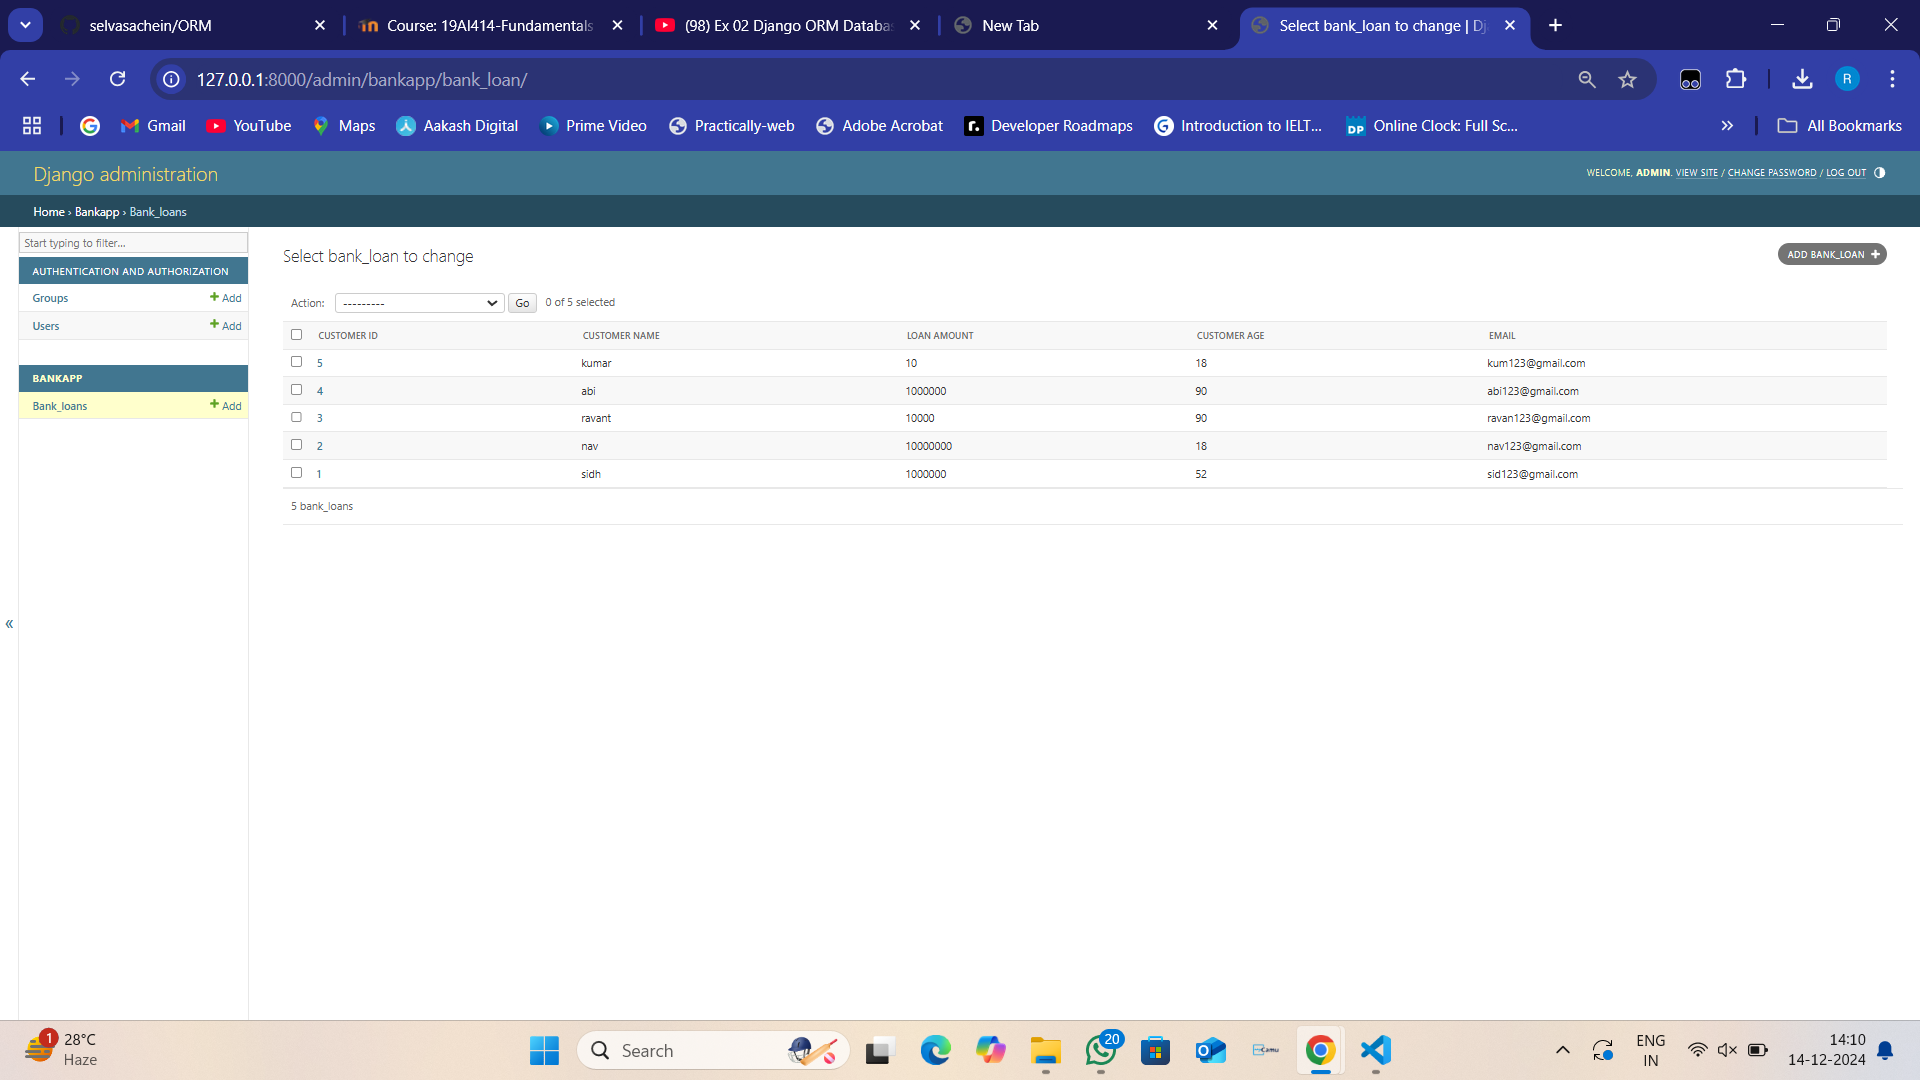 selvasachein/ORM
Course: 19AI414-Fundamentals
(98) Ex 02 Django ORM Databas
New Tab
Select bank_loan to change | Dj
127.0.0.1:8000/admin/bankapp/bank_loan/
R
Gmail
YouTube
Maps
Aakash Digital
Prime Video
Practically-web
Adobe Acrobat
Developer Roadmaps
Introduction to IELT...
DP
Online Clock: Full Sc...
All Bookmarks
Django administration
WELCOME, ADMIN. VIEW SITE / CHANGE PASSWORD / LOG OUT
Home › Bankapp › Bank_loans
Start typing to filter...
AUTHENTICATION AND AUTHORIZATION
Groups + Add
Users + Add
BANKAPP
Bank_loans + Add
«
Select bank_loan to change
ADD BANK_LOAN +
Action: --------- Go 0 of 5 selected
CUSTOMER ID CUSTOMER NAME LOAN AMOUNT CUSTOMER AGE EMAIL
5 kumar 10 18 kum123@gmail.com
4 abi 1000000 90 abi123@gmail.com
3 ravant 10000 90 ravan123@gmail.com
2 nav 10000000 18 nav123@gmail.com
1 sidh 1000000 52 sid123@gmail.com
5 bank_loans
1
28°C
Haze
Search
20
Camu
ENG
IN
14:10
14-12-2024